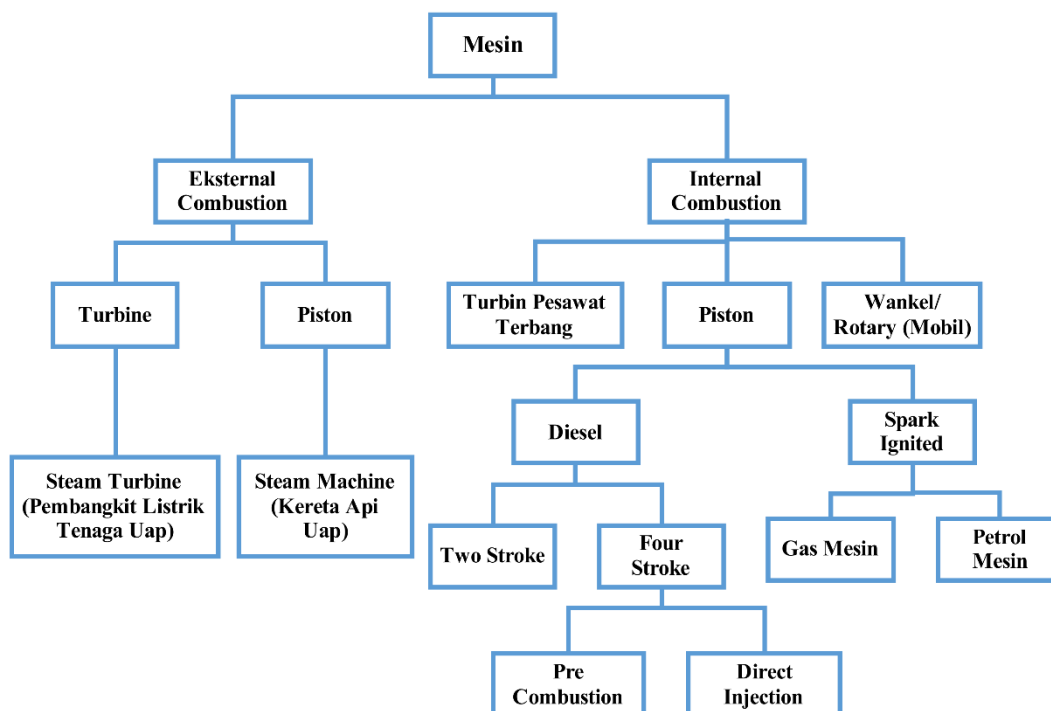 Mesin
Eksternal
Combustion
Internal
Combustion
Turbine
Piston
Turbin Pesawat
Terbang
Piston
Wankel/
Rotary (Mobil)
Diesel
Spark
Ignited
Steam Turbine
(Pembangkit Listrik
Tenaga Uap)
Steam Machine
(Kereta Api
Uap)
Two Stroke
Four
Stroke
Gas Mesin
Petrol
Mesin
Pre
Combustion
Direct
Injection